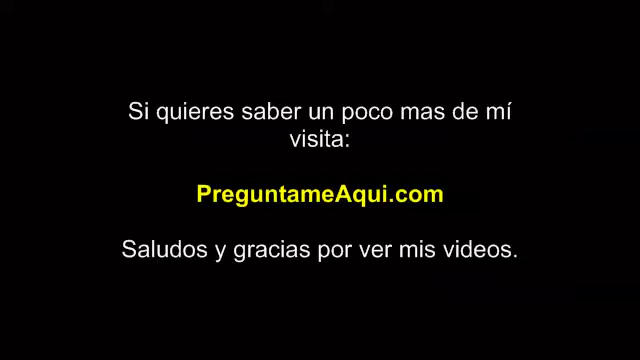 Si quieres saber un poco mas de mí
visita:
PreguntameAqui.com
Saludos y gracias por ver mis videos.